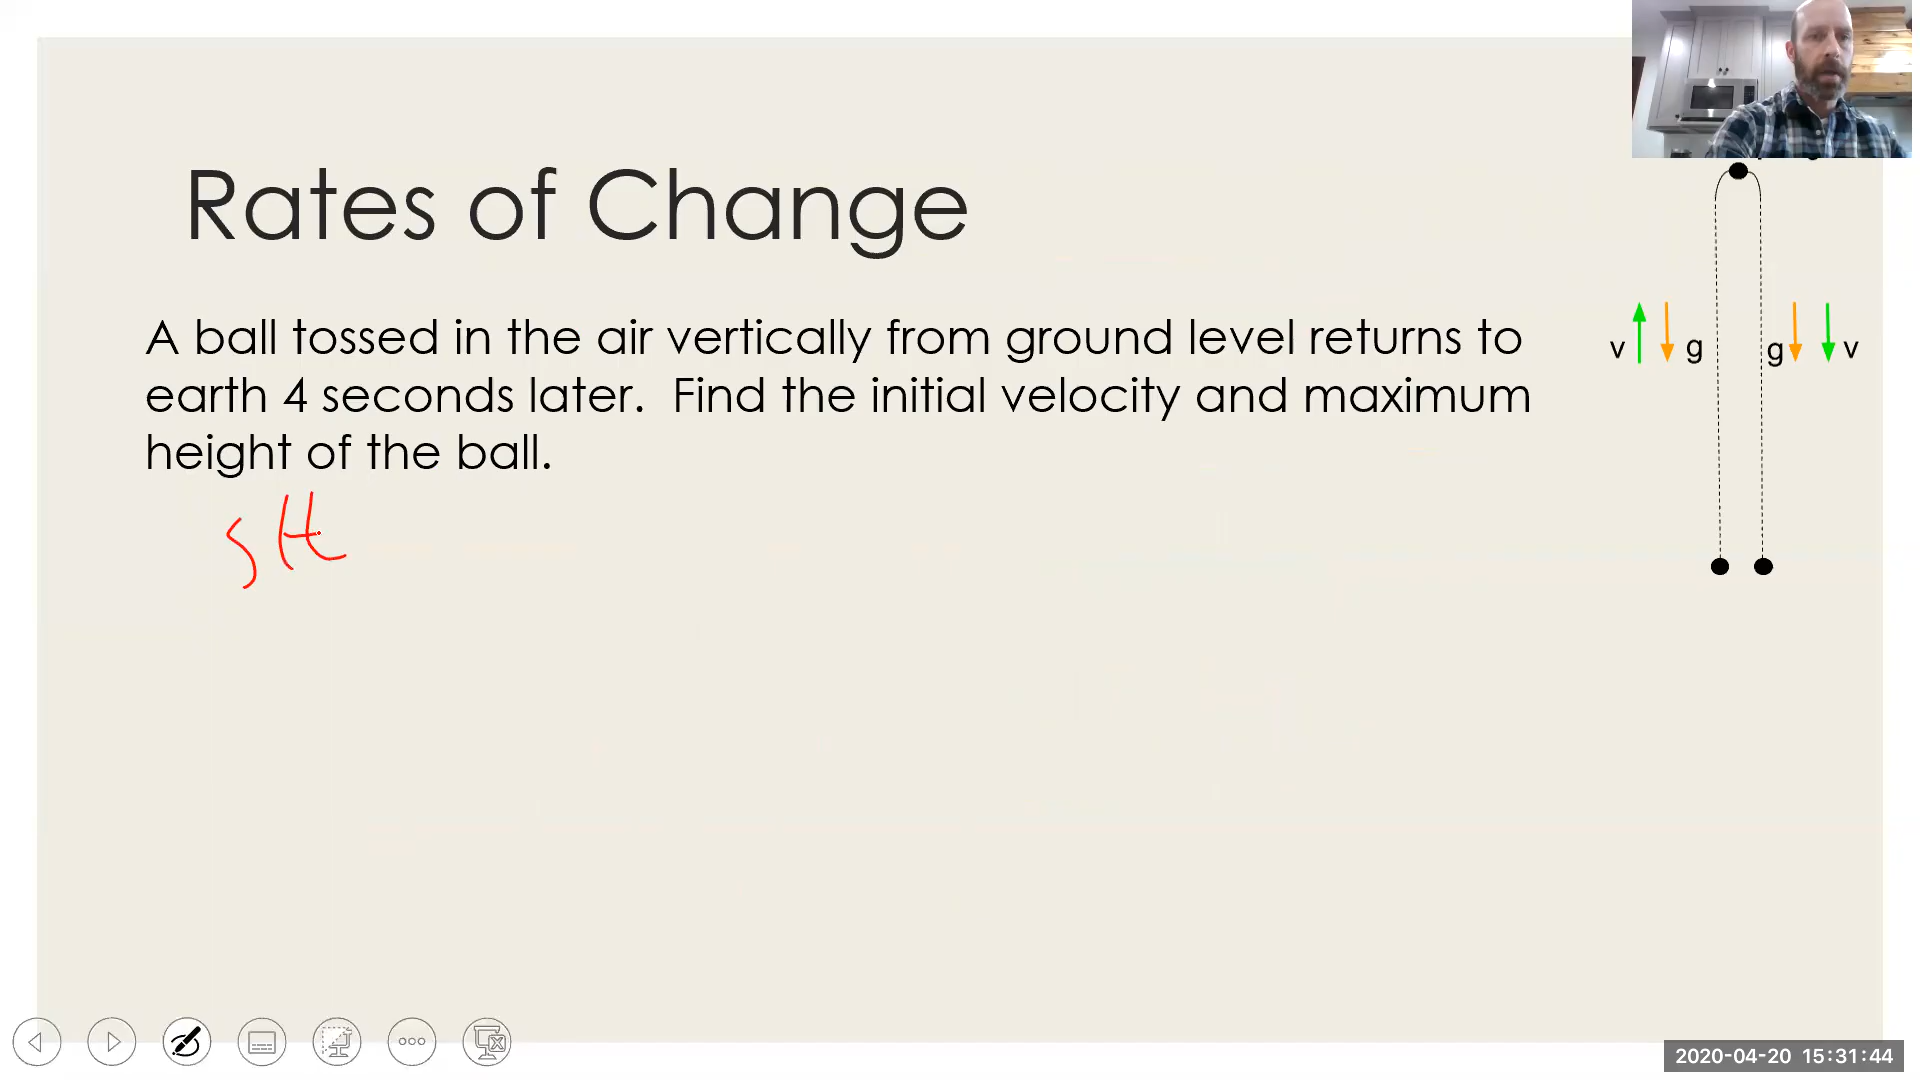 Rates of Change
A ball tossed in the air vertically from ground level returns to
earth 4 seconds later. Find the initial velocity and maximum
height of the ball.
v g g v
s(t
2020-04-20 15:31:44